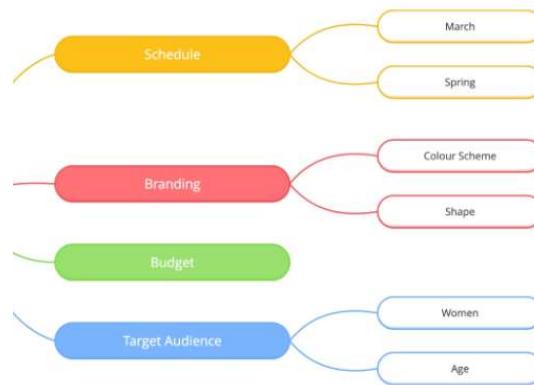 Schedule
March
Spring
Branding
Colour Scheme
Shape
Budget
Target Audience
Women
Age